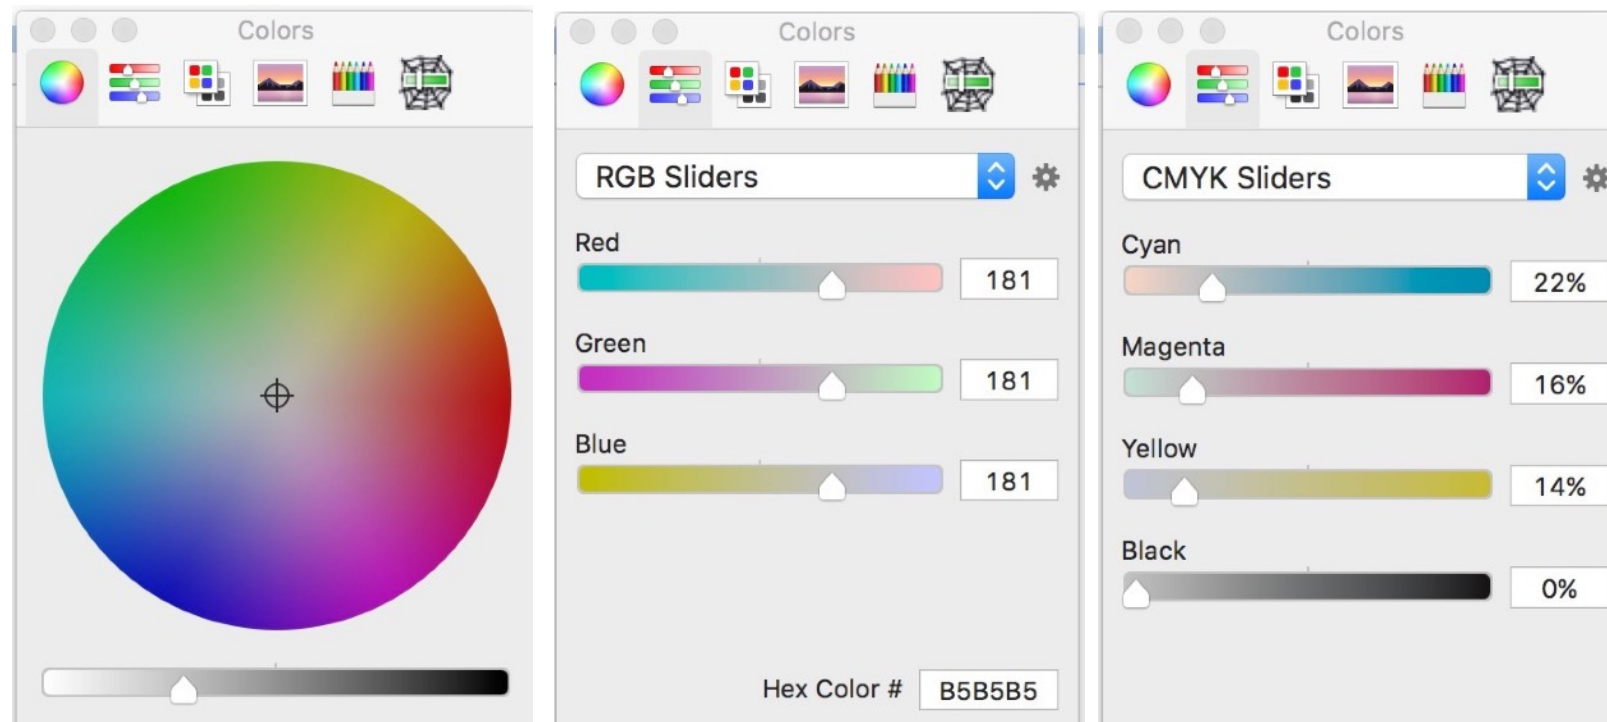 Colors
Colors
RGB Sliders
Red
181
Green
181
Blue
181
Hex Color # B5B5B5
Colors
CMYK Sliders
Cyan
22%
Magenta
16%
Yellow
14%
Black
0%